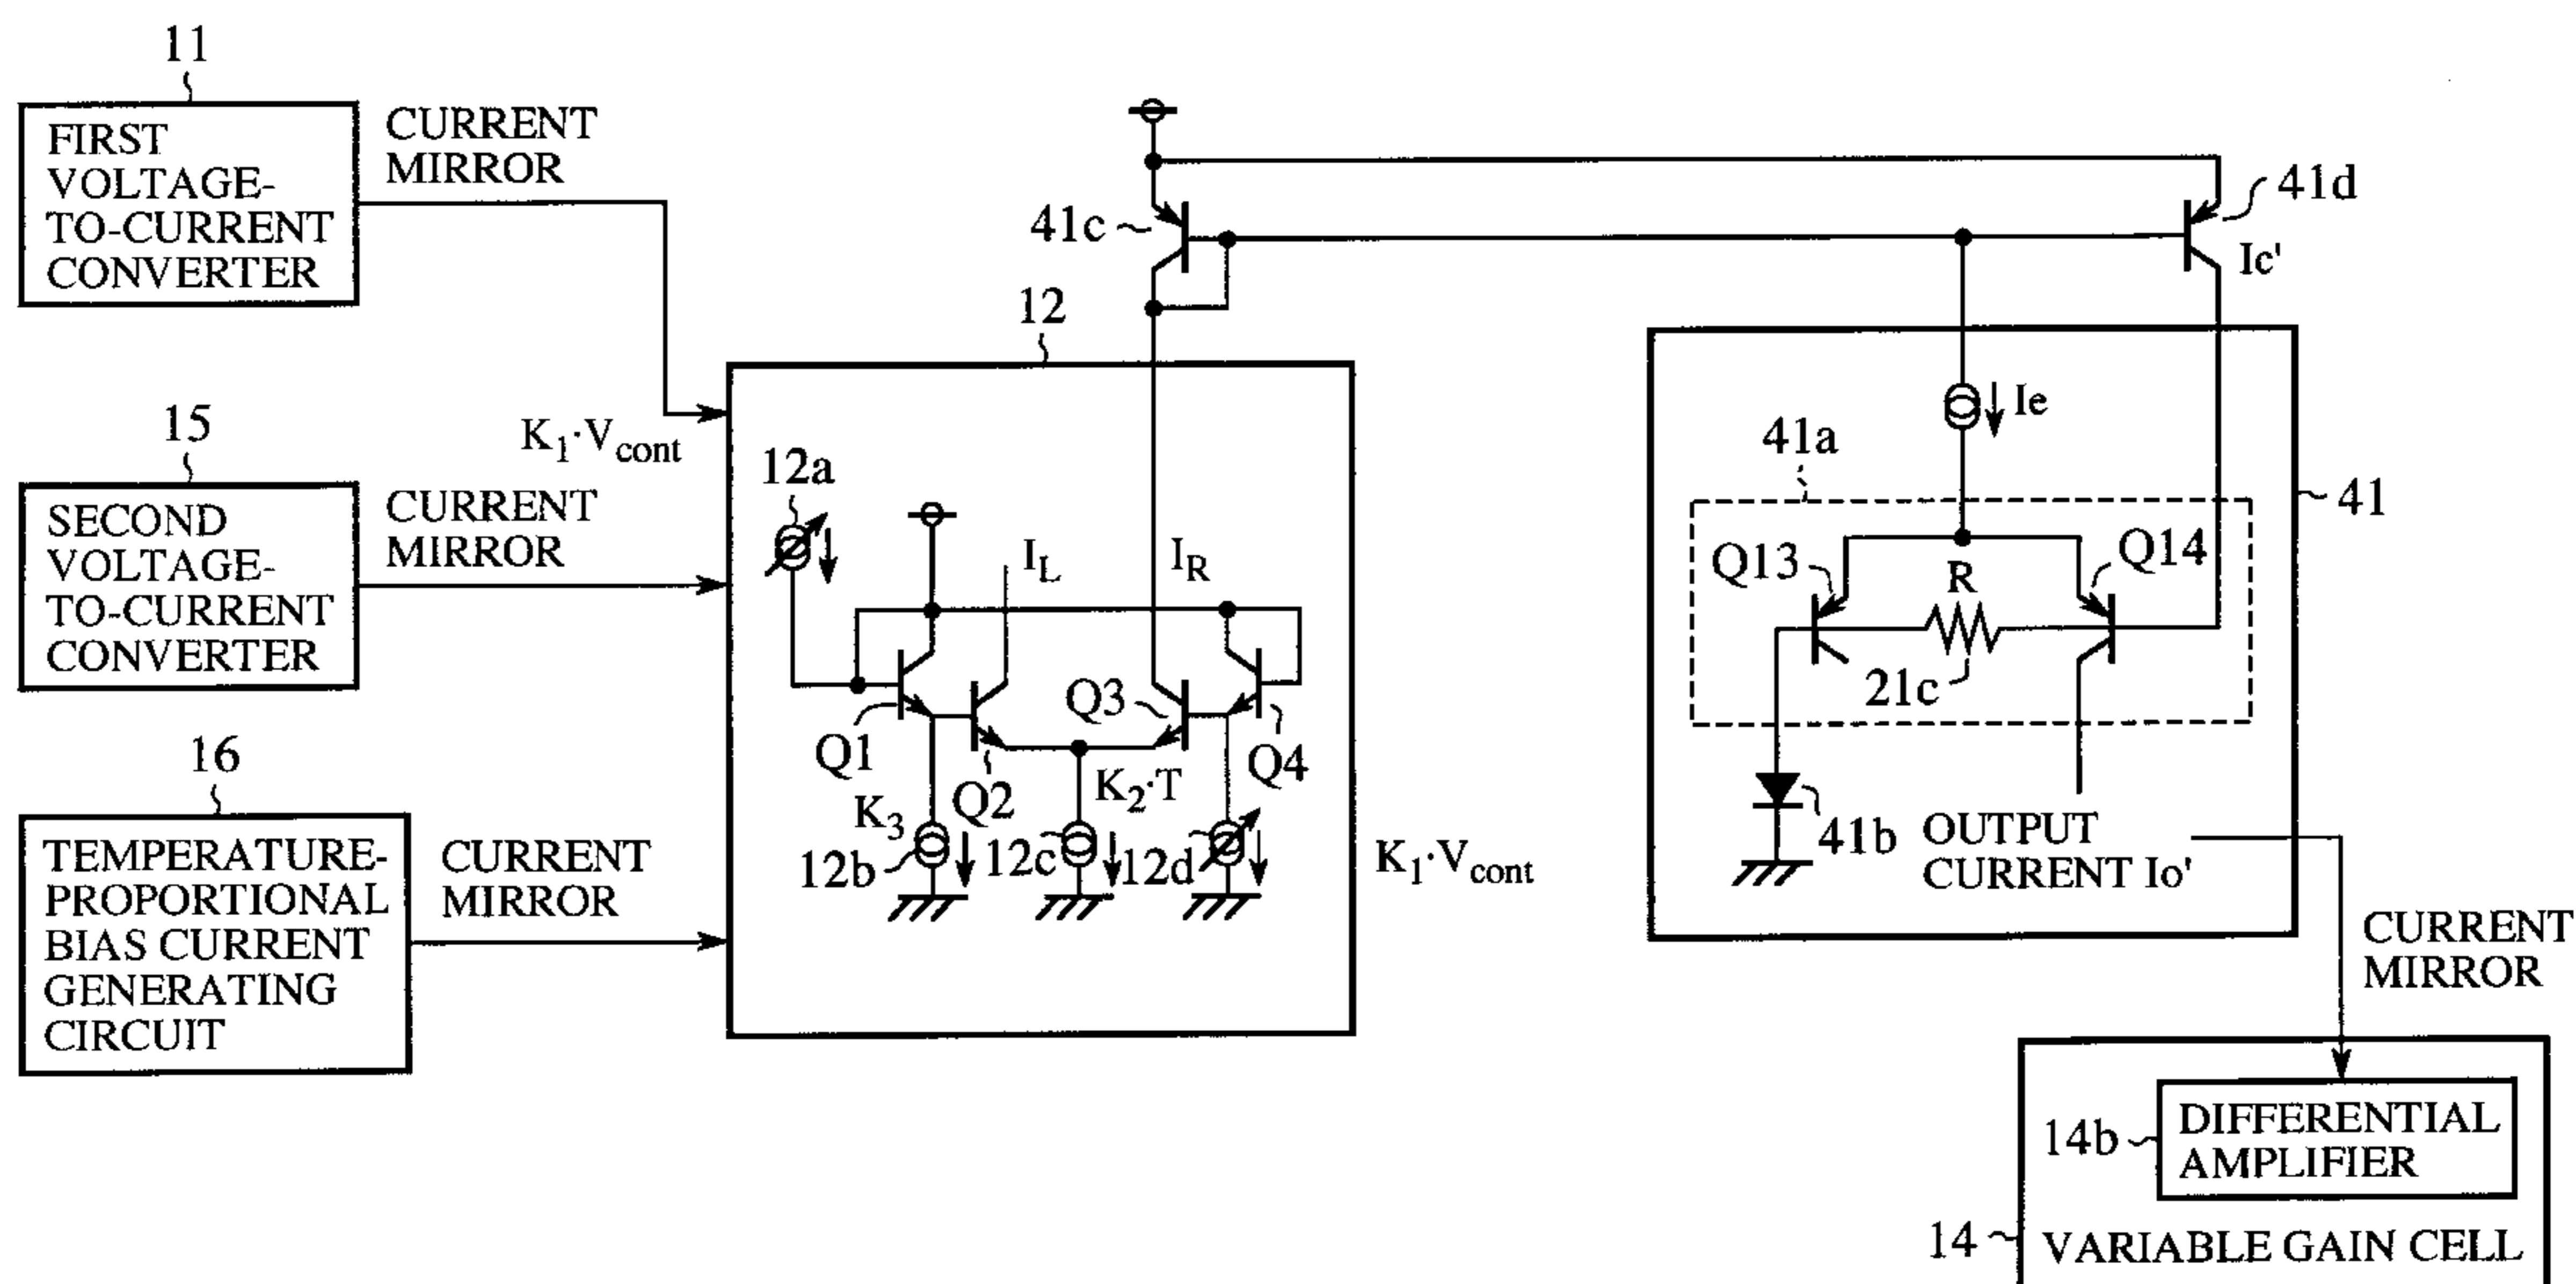 11
FIRST
VOLTAGE-
TO-CURRENT
CONVERTER
CURRENT
MIRROR
K1·Vcont
15
SECOND
VOLTAGE-
TO-CURRENT
CONVERTER
CURRENT
MIRROR
16
TEMPERATURE-
PROPORTIONAL
BIAS CURRENT
GENERATING
CIRCUIT
CURRENT
MIRROR
41c
12
12a
IL
IR
Q1
Q2
Q3
Q4
K3
K2·T
12b
12c
12d
K1·Vcont
41d
Ic'
Ie
41a
41
Q13
R
Q14
21c
41b
OUTPUT
CURRENT Io'
CURRENT
MIRROR
14b
DIFFERENTIAL
AMPLIFIER
14
VARIABLE GAIN CELL